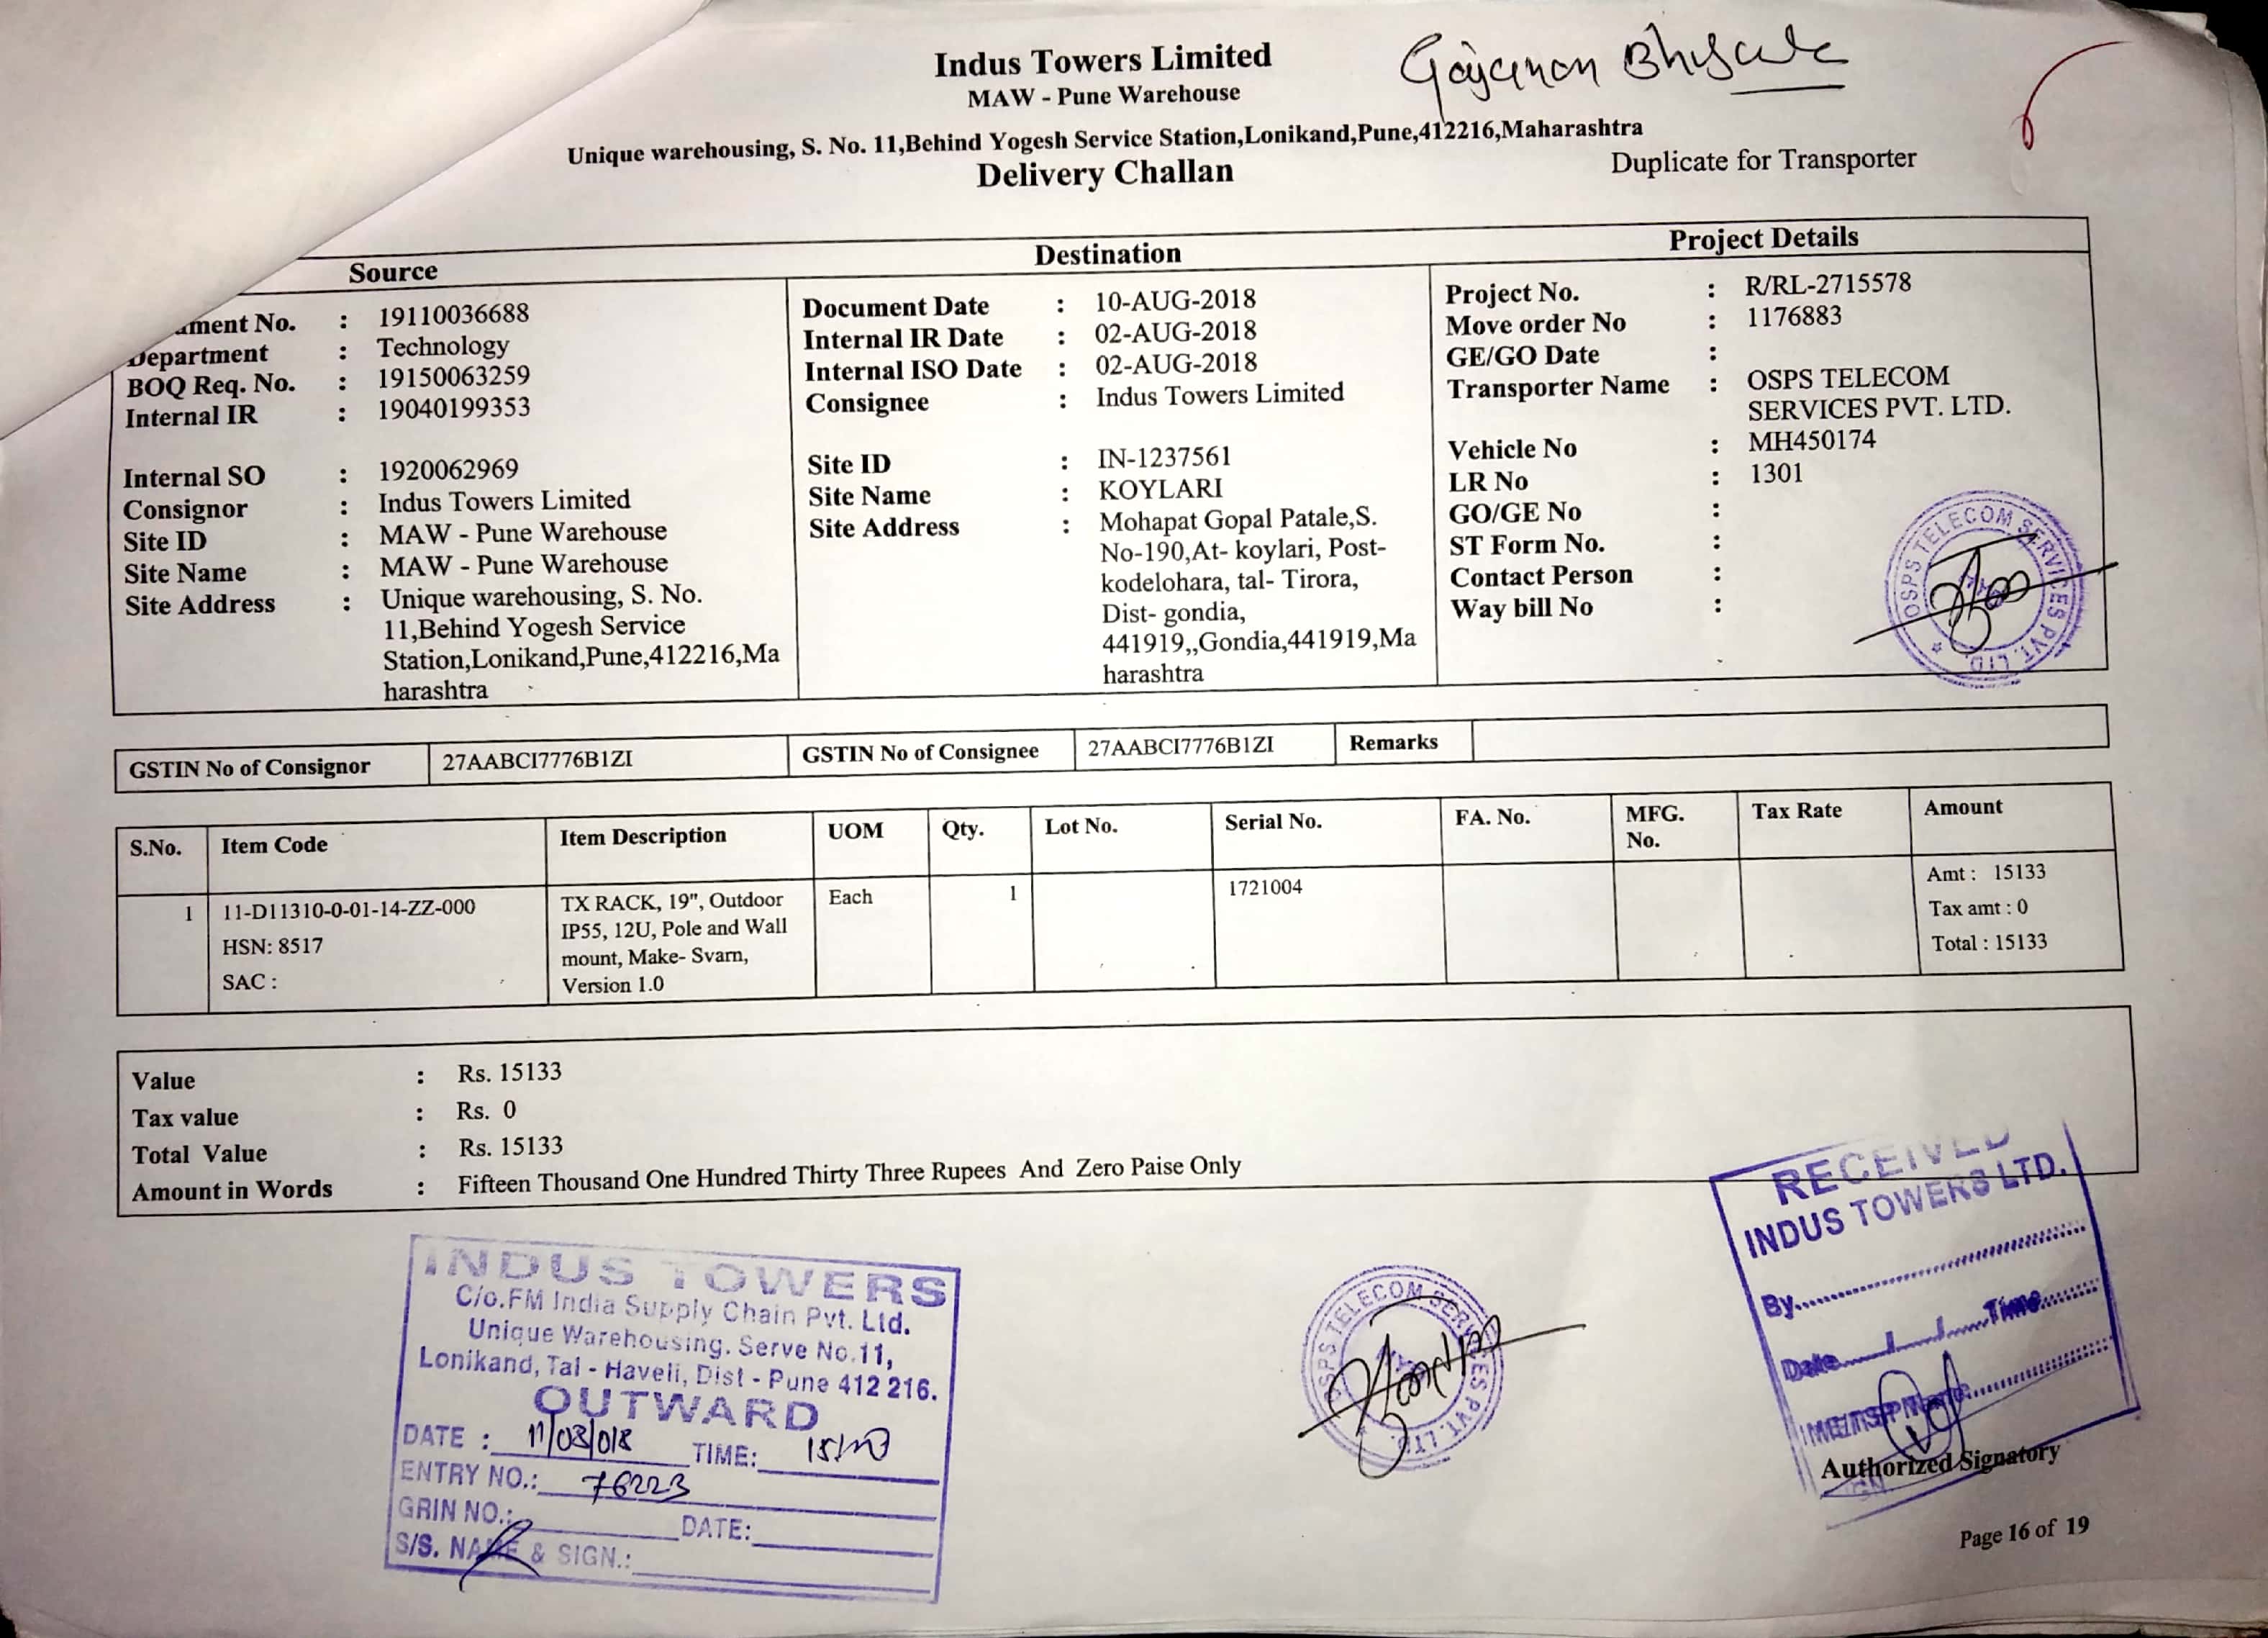 Indus Towers Limited
MAW - Pune Warehouse
Unique warehousing, S. No. 11,Behind Yogesh Service Station,Lonikand,Pune,412216,Maharashtra
Delivery Challan
Duplicate for Transporter
Source
ment No. : 19110036688
Department : Technology
BOQ Req. No. : 19150063259
Internal IR : 19040199353
Internal SO : 1920062969
Consignor : Indus Towers Limited
Site ID : MAW - Pune Warehouse
Site Name : MAW - Pune Warehouse
Site Address : Unique warehousing, S. No.
11,Behind Yogesh Service
Station,Lonikand,Pune,412216,Ma
harashtra
Destination
Document Date : 10-AUG-2018
Internal IR Date : 02-AUG-2018
Internal ISO Date : 02-AUG-2018
Consignee : Indus Towers Limited
Site ID : IN-1237561
Site Name : KOYLARI
Site Address : Mohapat Gopal Patale,S.
No-190,At- koylari, Post-
kodelohara, tal- Tirora,
Dist- gondia,
441919,,Gondia,441919,Ma
harashtra
Project Details
Project No. : R/RL-2715578
Move order No : 1176883
GE/GO Date :
Transporter Name : OSPS TELECOM
SERVICES PVT. LTD.
Vehicle No : MH450174
LR No : 1301
GO/GE No :
ST Form No. :
Contact Person :
Way bill No :
OSPS TELECOM SERVICES PVT. LTD.
GSTIN No of Consignor 27AABCI7776B1ZI GSTIN No of Consignee 27AABCI7776B1ZI Remarks
S.No. Item Code Item Description UOM Qty. Lot No. Serial No. FA. No. MFG. No. Tax Rate Amount
1 11-D11310-0-01-14-ZZ-000 TX RACK, 19", Outdoor Each 1 1721004 Amt : 15133
HSN: 8517 IP55, 12U, Pole and Wall Tax amt : 0
SAC : mount, Make- Svarn, Total : 15133
Version 1.0
Value : Rs. 15133
Tax value : Rs. 0
Total Value : Rs. 15133
Amount in Words : Fifteen Thousand One Hundred Thirty Three Rupees And Zero Paise Only
INDUS TOWERS
C/o.FM India Supply Chain Pvt. Ltd.
Unique Warehousing. Serve No.11,
Lonikand, Tal - Haveli, Dist - Pune 412 216.
OUTWARD
DATE : TIME:
ENTRY NO.: 76223
GRIN NO.: DATE:
S/S. NAME & SIGN.:
OSPS TELECOM SERVICES PVT. LTD.
RECEIVED
INDUS TOWERS LTD.
By
Date Time
Authorized Signatory
Page 16 of 19